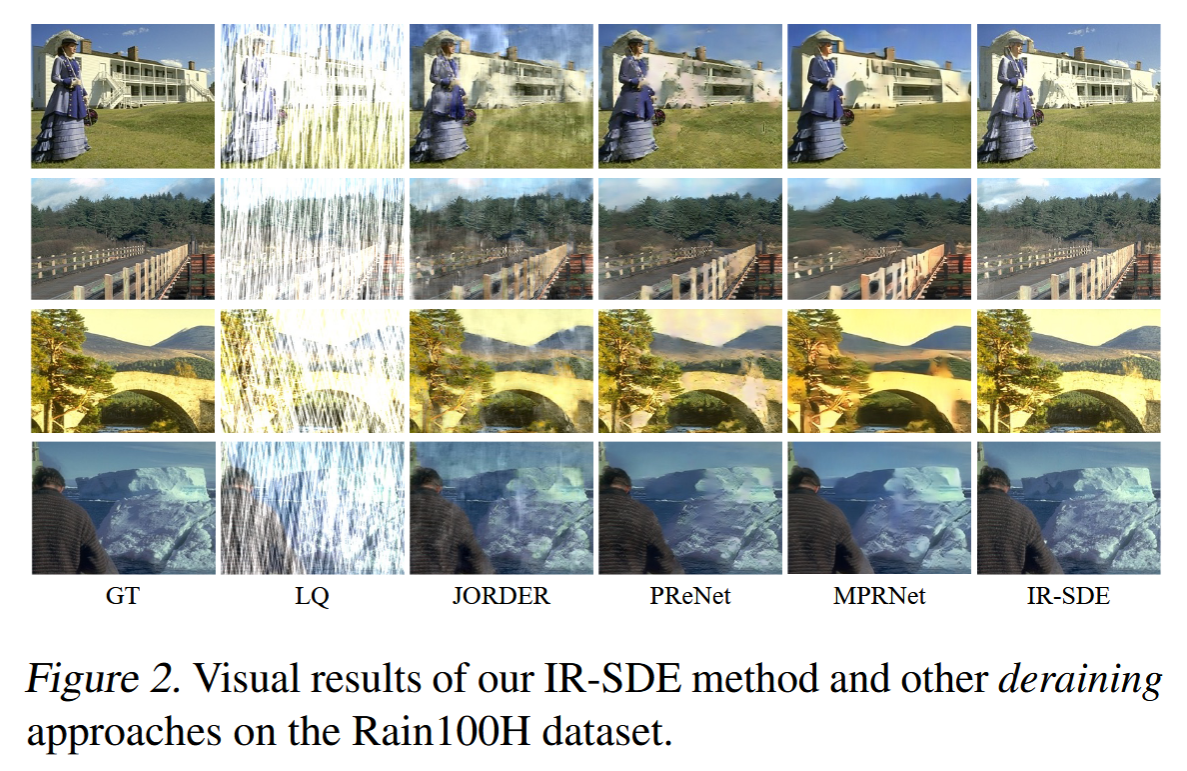 GT LQ JORDER PReNet MPRNet IR-SDE
Figure 2. Visual results of our IR-SDE method and other deraining
approaches on the Rain100H dataset.